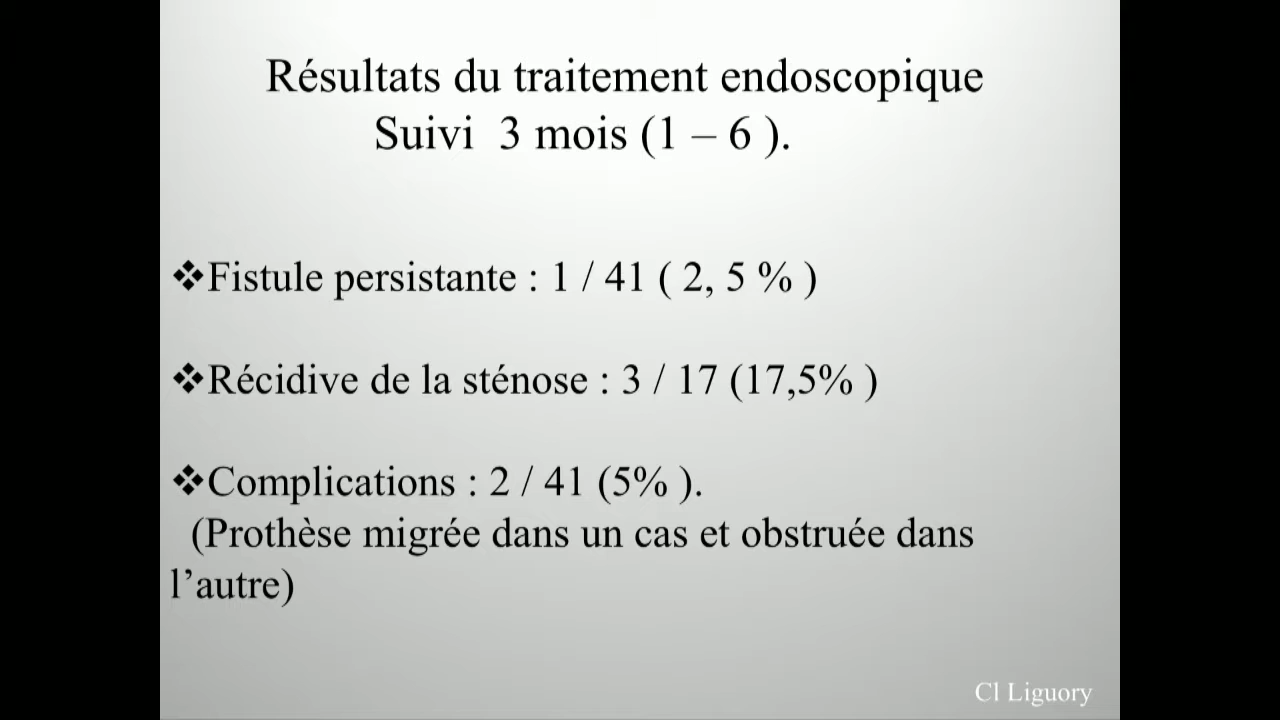 Résultats du traitement endoscopique
Suivi 3 mois (1 – 6 ).
❖Fistule persistante : 1 / 41 ( 2, 5 % )
❖Récidive de la sténose : 3 / 17 (17,5% )
❖Complications : 2 / 41 (5% ).
(Prothèse migrée dans un cas et obstruée dans
l’autre)
Cl Liguory